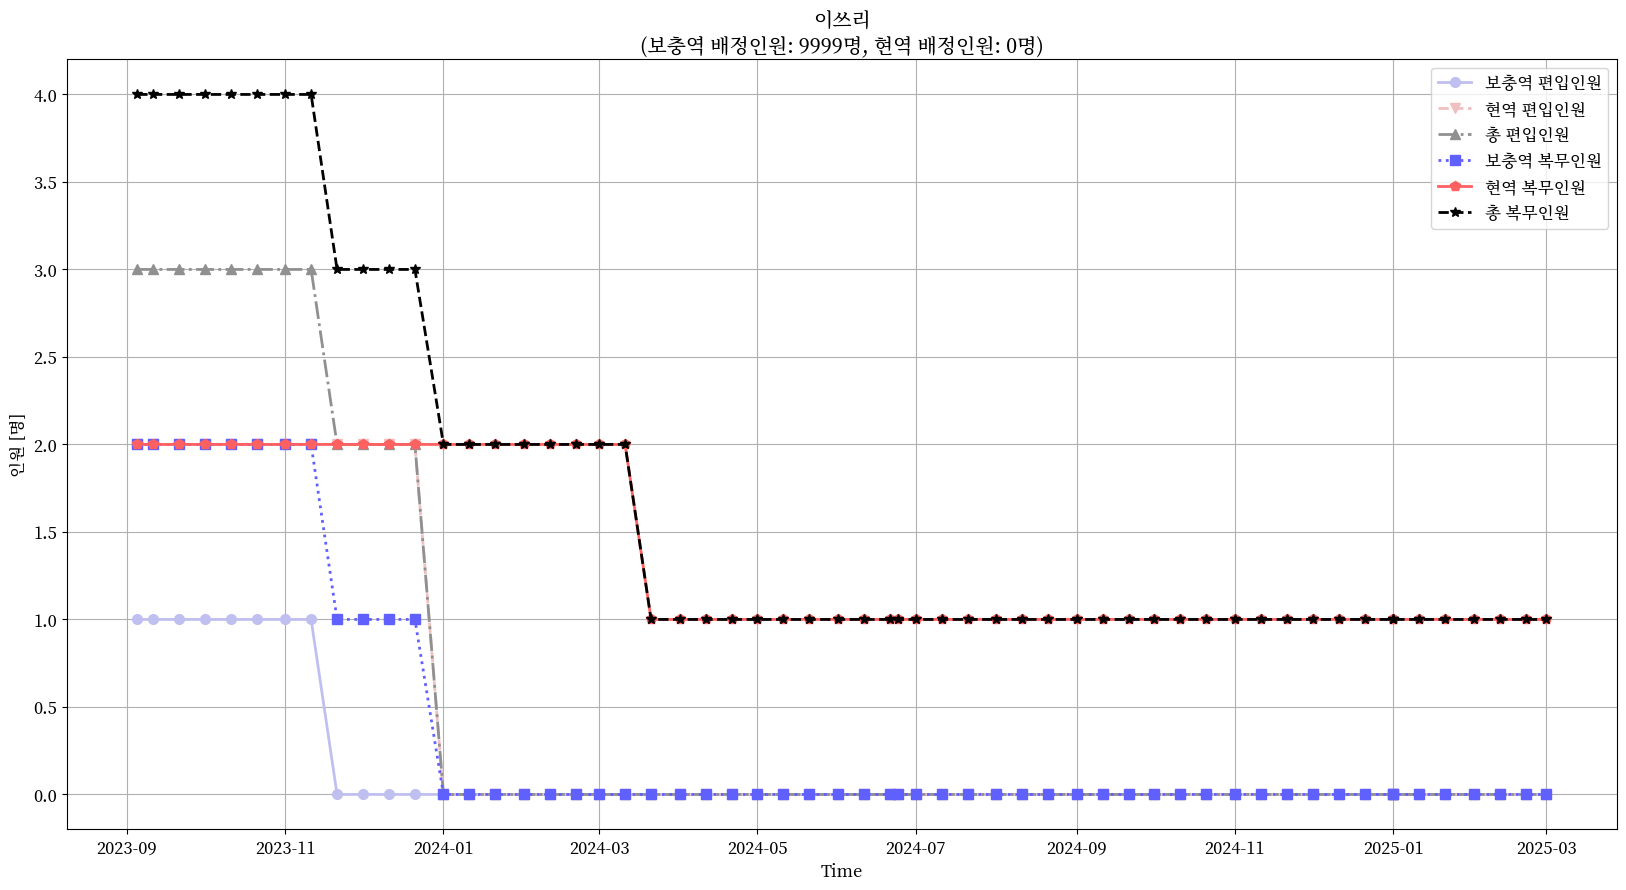 이쓰리
(보충역 배정인원: 9999명, 현역 배정인원: 0명)
보충역 편입인원
현역 편입인원
총 편입인원
보충역 복무인원
현역 복무인원
총 복무인원
인원 [명]
4.0
3.5
3.0
2.5
2.0
1.5
1.0
0.5
0.0
2023-09
2023-11
2024-01
2024-03
2024-05
2024-07
2024-09
2024-11
2025-01
2025-03
Time